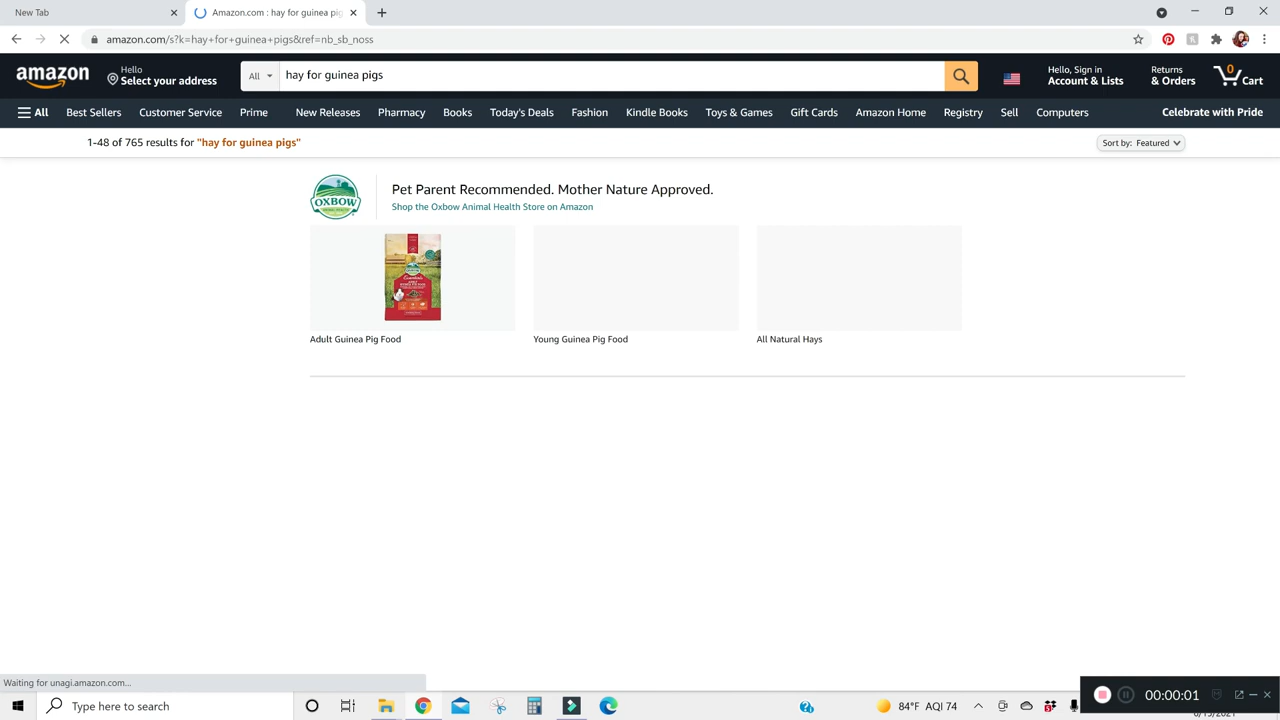 New Tab
Amazon.com : hay for guinea pig
amazon.com/s?k=hay+for+guinea+pigs&ref=nb_sb_noss
amazon
Hello
Select your address
All
hay for guinea pigs
Hello, Sign in
Account & Lists
Returns
& Orders
0
Cart
All
Best Sellers
Customer Service
Prime
New Releases
Pharmacy
Books
Today's Deals
Fashion
Kindle Books
Toys & Games
Gift Cards
Amazon Home
Registry
Sell
Computers
Celebrate with Pride
1-48 of 765 results for "hay for guinea pigs"
Sort by: Featured
OXBOW
Pet Parent Recommended. Mother Nature Approved.
Shop the Oxbow Animal Health Store on Amazon
Adult Guinea Pig Food
Young Guinea Pig Food
All Natural Hays
Waiting for unagi.amazon.com...
Type here to search
84°F AQI 74
00:00:01